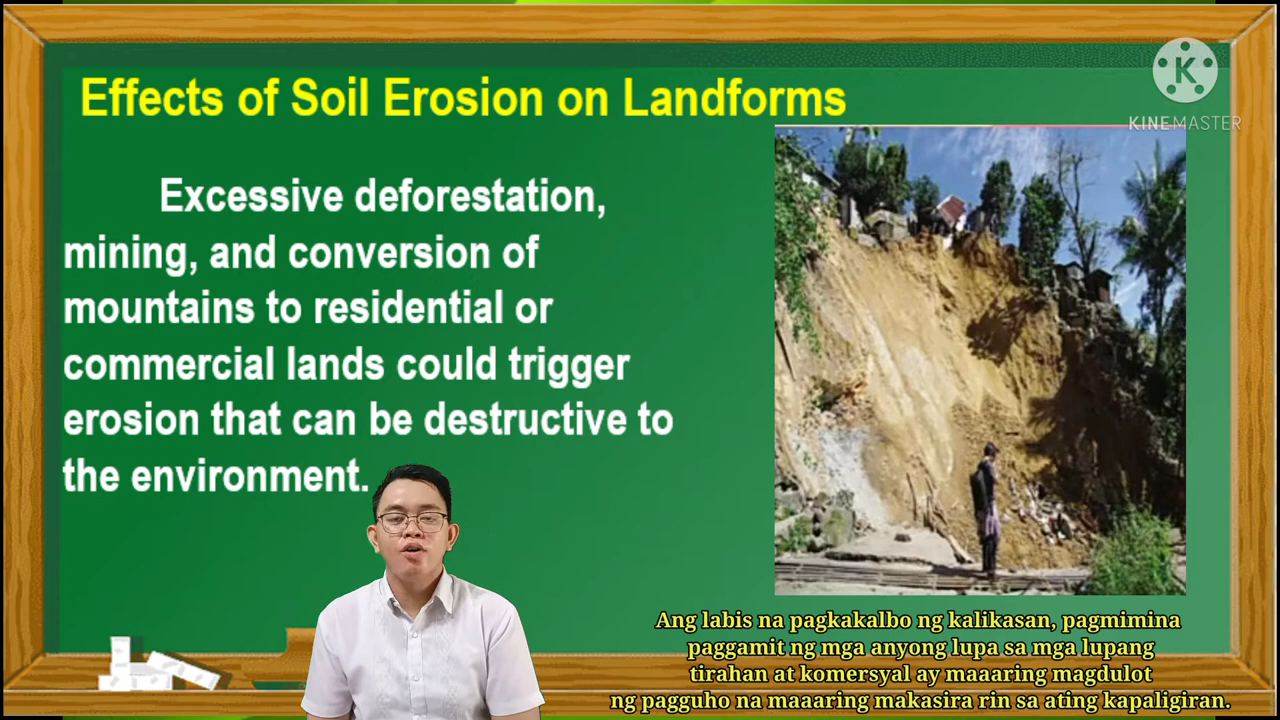 Effects of Soil Erosion on Landforms
K
KINEMASTER
Excessive deforestation,
mining, and conversion of
mountains to residential or
commercial lands could trigger
erosion that can be destructive to
the environment.
Ang labis na pagkakalbo ng kalikasan, pagmimina
paggamit ng mga anyong lupa sa mga lupang
tirahan at komersyal ay maaaring magdulot
ng pagguho na maaaring makasira rin sa ating kapaligiran.